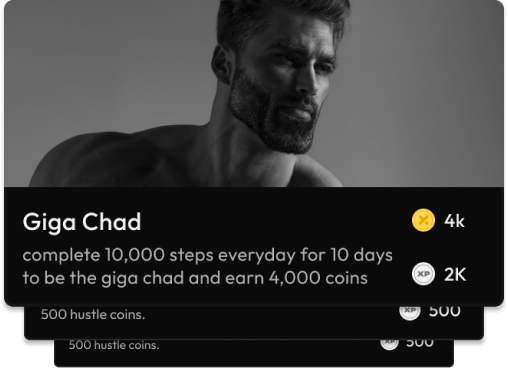 Giga Chad
4k
complete 10,000 steps everyday for 10 days
to be the giga chad and earn 4,000 coins
XP 2K
500 hustle coins.
XP 500
500 hustle coins.
XP 500